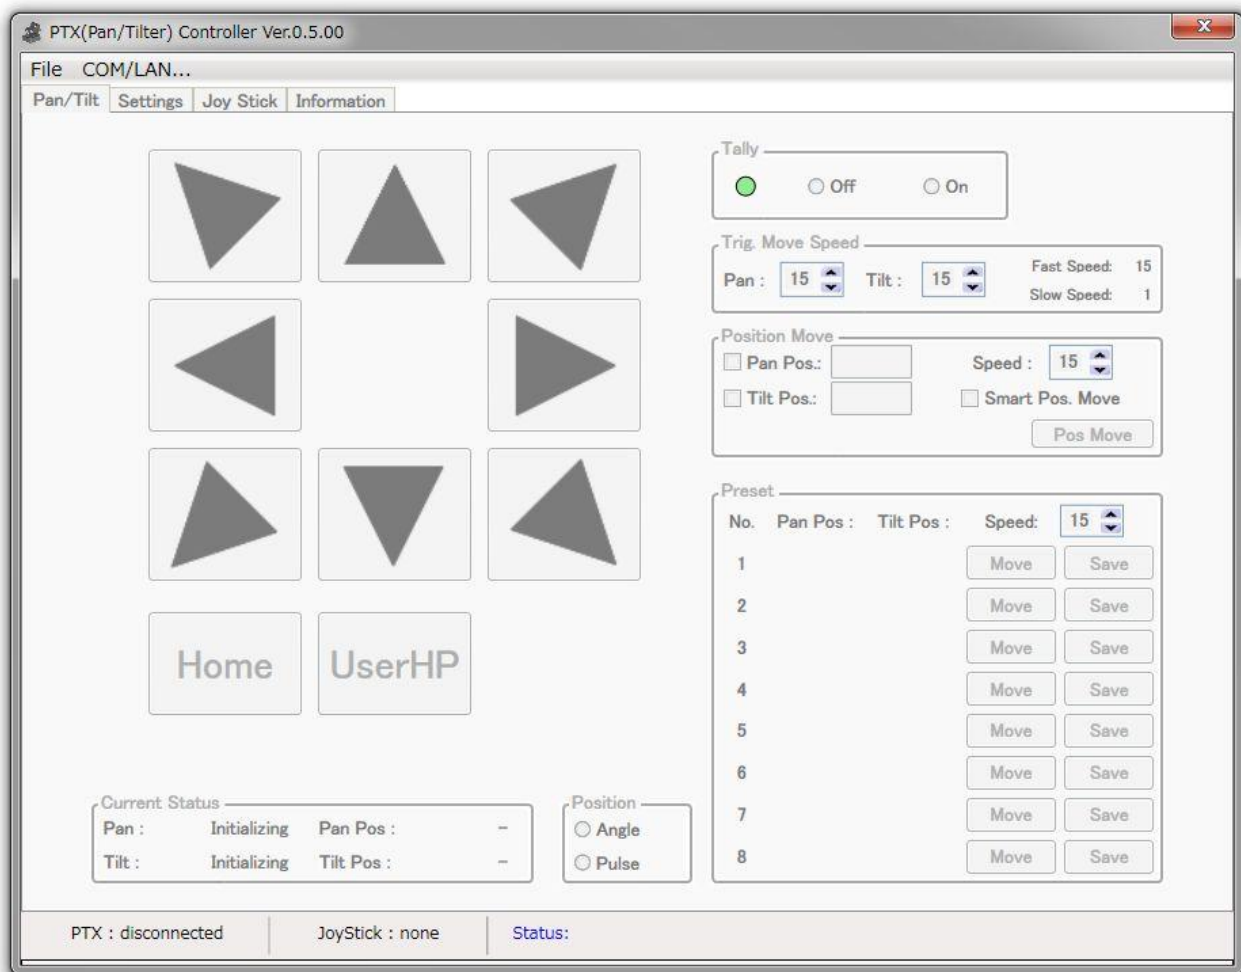 PTX(Pan/Tilter) Controller Ver.0.5.00
X
File COM/LAN...
Pan/Tilt Settings Joy Stick Information
Tally
Off On
Trig. Move Speed
Pan : 15 Tilt : 15 Fast Speed: 15
Slow Speed: 1
Position Move
Pan Pos.: Speed : 15
Tilt Pos.: Smart Pos. Move
Pos Move
Preset
No. Pan Pos : Tilt Pos : Speed: 15
1 Move Save
2 Move Save
3 Move Save
4 Move Save
5 Move Save
6 Move Save
7 Move Save
8 Move Save
Home UserHP
Current Status
Pan : Initializing Pan Pos : -
Tilt : Initializing Tilt Pos : -
Position
Angle
Pulse
PTX : disconnected JoyStick : none Status: